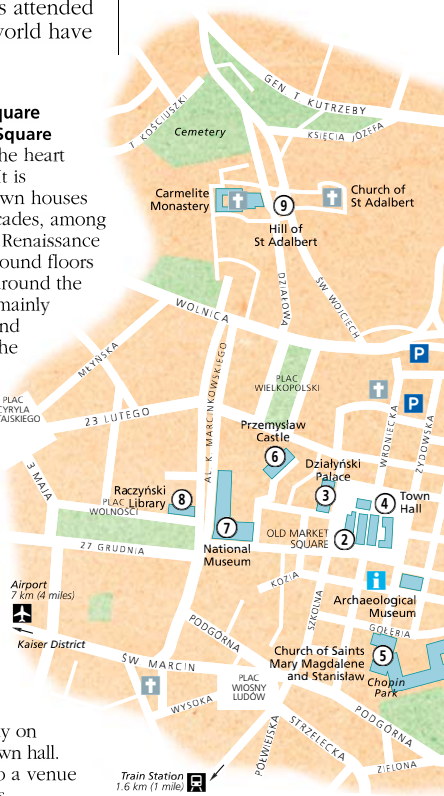 s attended
world have
quare
Square
he heart
t is
wn houses
cades, among
Renaissance
ound floors
around the
mainly
nd
he
T. KOŚCIUSZKI
GEN. T. KUTRZEBY
Cemetery
KSIĘCIA JÓZEFA
Carmelite
Monastery
Church of
St Adalbert
9
Hill of
St Adalbert
DZIAŁOWA
ŚW. WOJCIECH
WOLNICA
P
MŁYŃSKA
AL. K. MARCINKOWSKIEGO
PLAC
WIELKOPOLSKI
P
PLAC
CYRYLA
TAJSKIEGO
23 LUTEGO
WRONIECKA
ŻYDOWSKA
Przemysław
Castle
6
Działyński
Palace
3
3 MAJA
Raczyński
Library
8
PLAC
WOLNOŚCI
4
Town
Hall
7
National
Museum
OLD MARKET
SQUARE
2
27 GRUDNIA
KOZIA
i
Archaeological
Museum
SZKOLNA
Airport
7 km (4 miles)
Kaiser District
PODGÓRNA
GOŁĘBIA
Church of Saints
Mary Magdalene
and Stanisław
5
Chopin
Park
ŚW. MARCIN
PLAC
WIOSNY
LUDÓW
WYSOKA
PÓŁWIEJSKA
STRZELECKA
PODGÓRNA
ZIELONA
y on
wn hall.
o a venue
Train Station
1.6 km (1 mile)